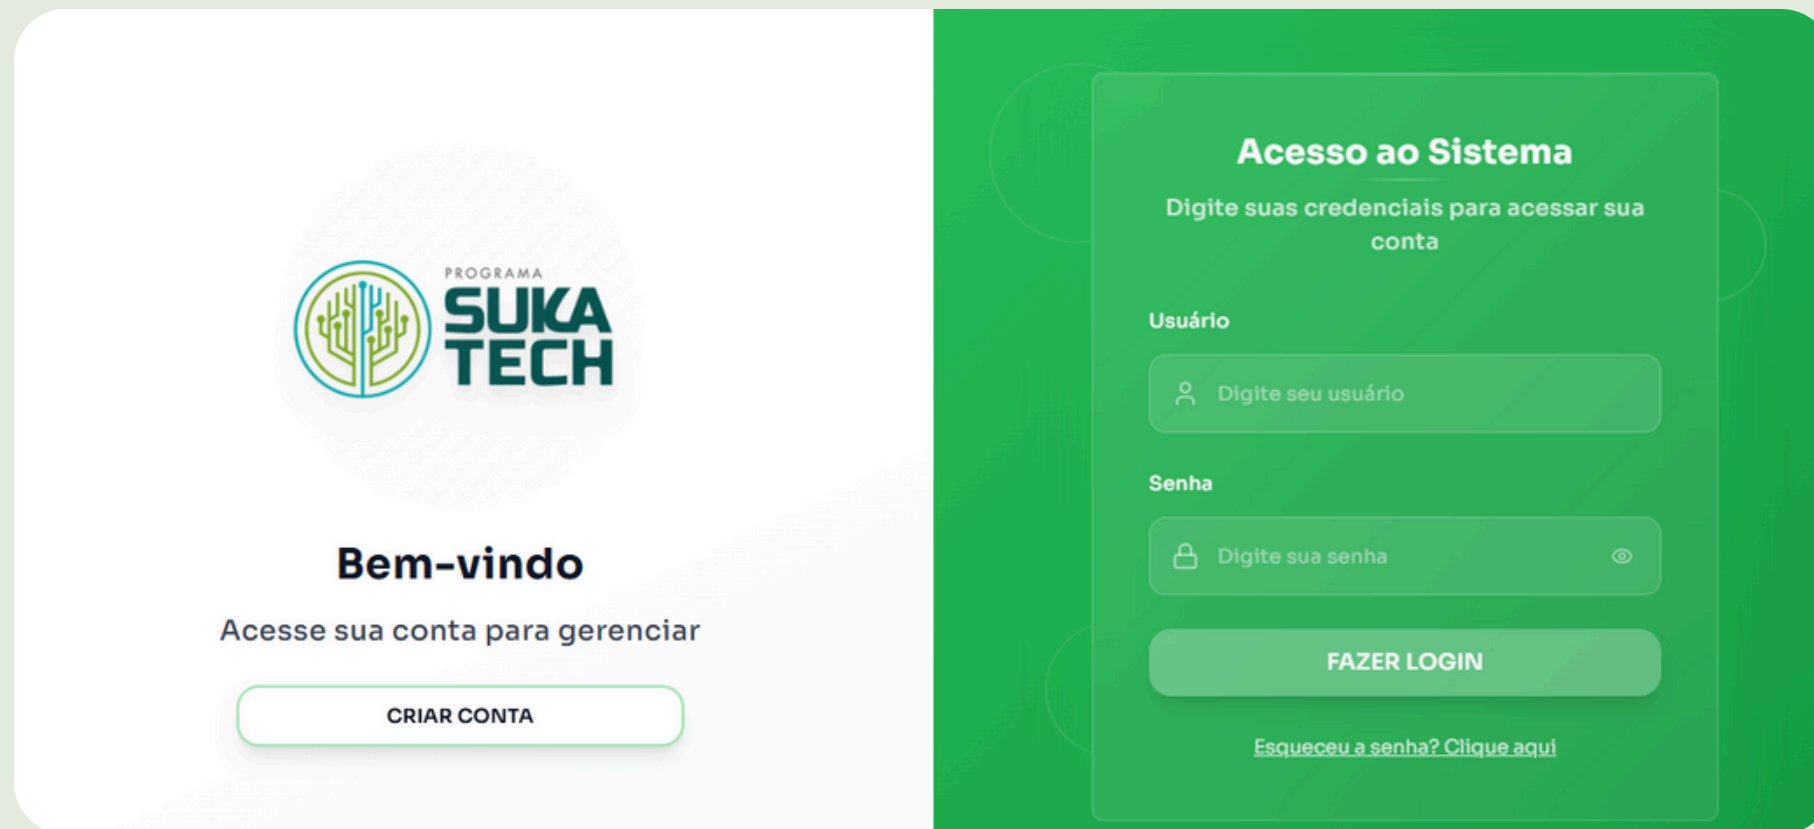 PROGRAMA
SUKA
TECH
Bem-vindo
Acesse sua conta para gerenciar
CRIAR CONTA
Acesso ao Sistema
Digite suas credenciais para acessar sua
conta
Usuário
Digite seu usuário
Senha
Digite sua senha
FAZER LOGIN
Esqueceu a senha? Clique aqui